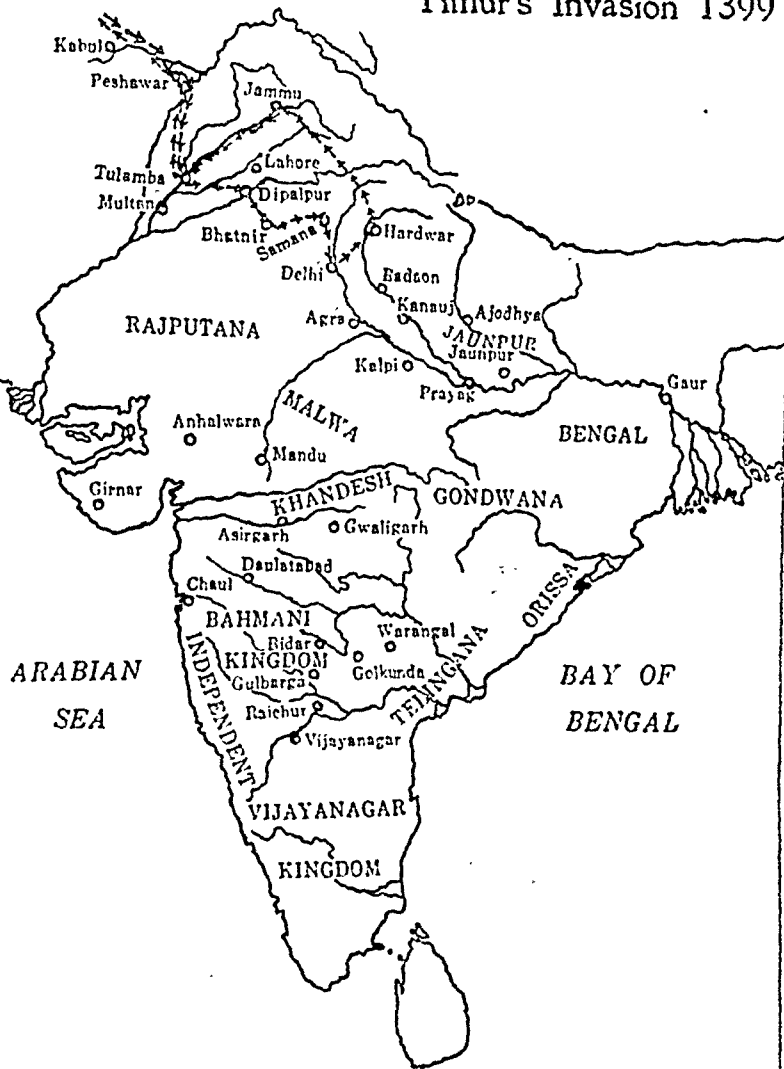 Timur's Invasion 1399
Kabul
Peshawar
Jammu
Tulamba
Lahore
Multan
Dipalpur
Bhatnir
Samana
Hardwar
Delhi
Badaon
Kanauj
Ajodhya
Agra
RAJPUTANA
JAUNPUR
Jaunpur
Kalpi
Prayag
Gaur
MALWA
Anhalwara
BENGAL
Mandu
Girnar
KHANDESH
GONDWANA
Asirgarh
Gwaligarh
Daulatabad
Chaul
ORISSA
BAHMANI
Warangal
Bidar
KINGDOM
Golkunda
Gulbarga
TELINGANA
INDEPENDENT
Raichur
ARABIAN
SEA
BAY OF
BENGAL
Vijayanagar
VIJAYANAGAR
KINGDOM